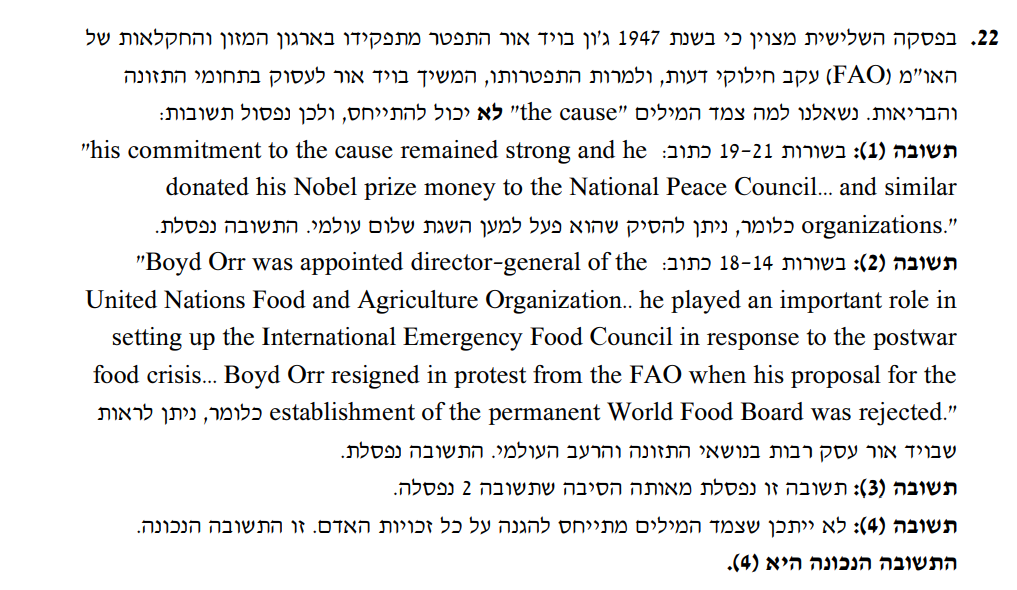 22. בפסקה השלישית מצוין כי בשנת 1947 ג'ון בויד אור התפטר מתפקידו בארגון המזון והחקלאות של
האו"מ (FAO) עקב חילוקי דעות, ולמרות התפטרותו, המשיך בויד אור לעסוק בתחומי התזונה
והבריאות. נשאלנו למה צמד המילים "the cause" לא יכול להתייחס, ולכן נפסול תשובות:
תשובה (1): בשורות 19-21 כתוב: "his commitment to the cause remained strong and he
donated his Nobel prize money to the National Peace Council... and similar
organizations." כלומר, ניתן להסיק שהוא פעל למען השגת שלום עולמי. התשובה נפסלת.
תשובה (2): בשורות 18-14 כתוב: "Boyd Orr was appointed director-general of the
United Nations Food and Agriculture Organization.. he played an important role in
setting up the International Emergency Food Council in response to the postwar
food crisis... Boyd Orr resigned in protest from the FAO when his proposal for the
establishment of the permanent World Food Board was rejected." כלומר, ניתן לראות
שבויד אור עסק רבות בנושאי התזונה והרעב העולמי. התשובה נפסלת.
תשובה (3): תשובה זו נפסלת מאותה הסיבה שתשובה 2 נפסלה.
תשובה (4): לא ייתכן שצמד המילים מתייחס להגנה על כל זכויות האדם. זו התשובה הנכונה.
התשובה הנכונה היא (4).